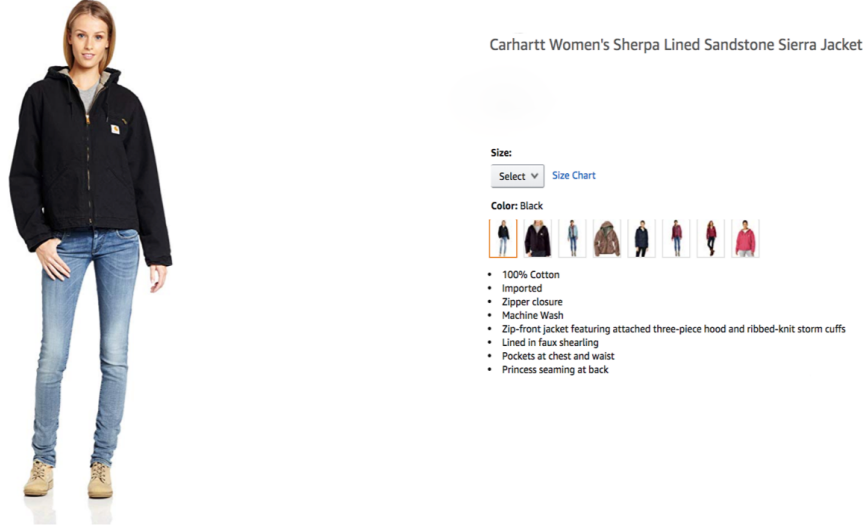 Carhartt Women's Sherpa Lined Sandstone Sierra Jacket
Size:
Select Size Chart
Color: Black
100% Cotton
Imported
Zipper closure
Machine Wash
Zip-front jacket featuring attached three-piece hood and ribbed-knit storm cuffs
Lined in faux shearling
Pockets at chest and waist
Princess seaming at back